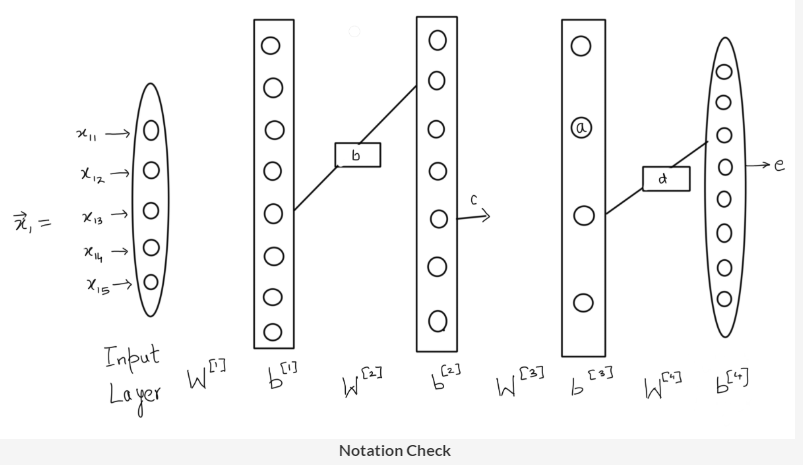 x⃗₁ =
x₁₁ →
x₁₂ →
x₁₃ →
x₁₄ →
x₁₅ →
b
c
a
d
e
Input
Layer
W[1] b[1] W[2] b[2] W[3] b[3] W[4] b[4]
Notation Check